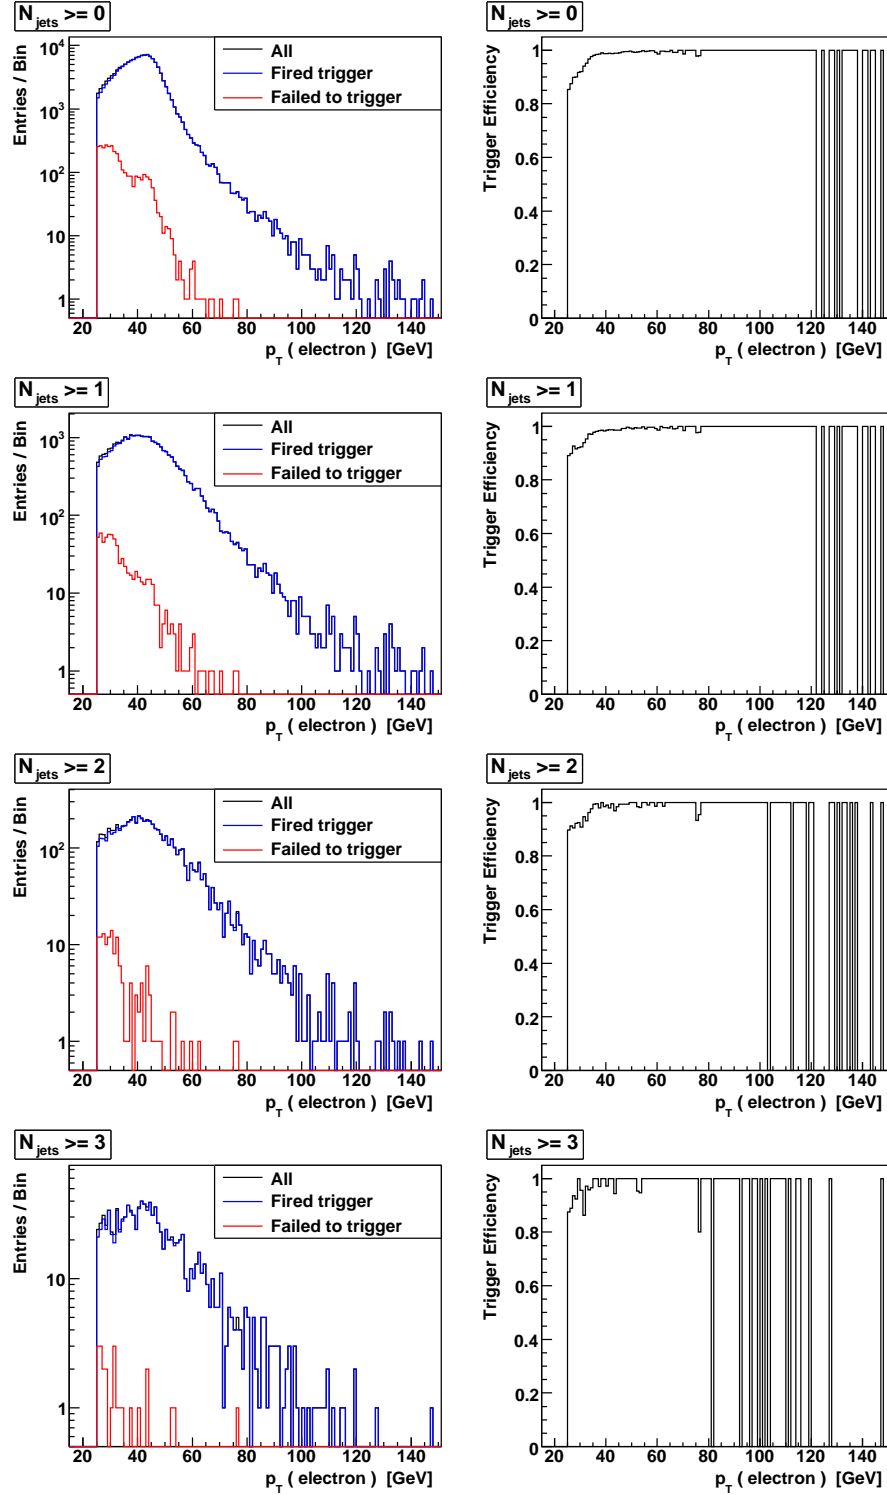 N_jets >= 0
Entries / Bin
10^4
10^3
10^2
10
1
All
Fired trigger
Failed to trigger
20 40 60 80 100 120 140
p_T ( electron ) [GeV]
N_jets >= 0
Trigger Efficiency
1
0.8
0.6
0.4
0.2
0
20 40 60 80 100 120 140
p_T ( electron ) [GeV]
N_jets >= 1
Entries / Bin
10^3
10^2
10
1
All
Fired trigger
Failed to trigger
20 40 60 80 100 120 140
p_T ( electron ) [GeV]
N_jets >= 1
Trigger Efficiency
1
0.8
0.6
0.4
0.2
0
20 40 60 80 100 120 140
p_T ( electron ) [GeV]
N_jets >= 2
Entries / Bin
10^2
10
1
All
Fired trigger
Failed to trigger
20 40 60 80 100 120 140
p_T ( electron ) [GeV]
N_jets >= 2
Trigger Efficiency
1
0.8
0.6
0.4
0.2
0
20 40 60 80 100 120 140
p_T ( electron ) [GeV]
N_jets >= 3
Entries / Bin
10
1
All
Fired trigger
Failed to trigger
20 40 60 80 100 120 140
p_T ( electron ) [GeV]
N_jets >= 3
Trigger Efficiency
1
0.8
0.6
0.4
0.2
0
20 40 60 80 100 120 140
p_T ( electron ) [GeV]